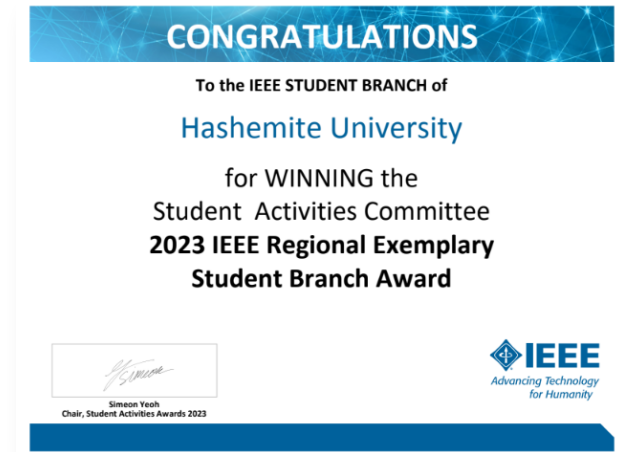 CONGRATULATIONS
To the IEEE STUDENT BRANCH of
Hashemite University
for WINNING the
Student Activities Committee
2023 IEEE Regional Exemplary
Student Branch Award
Simeon
Simeon Yeoh
Chair, Student Activities Awards 2023
IEEE
Advancing Technology
for Humanity